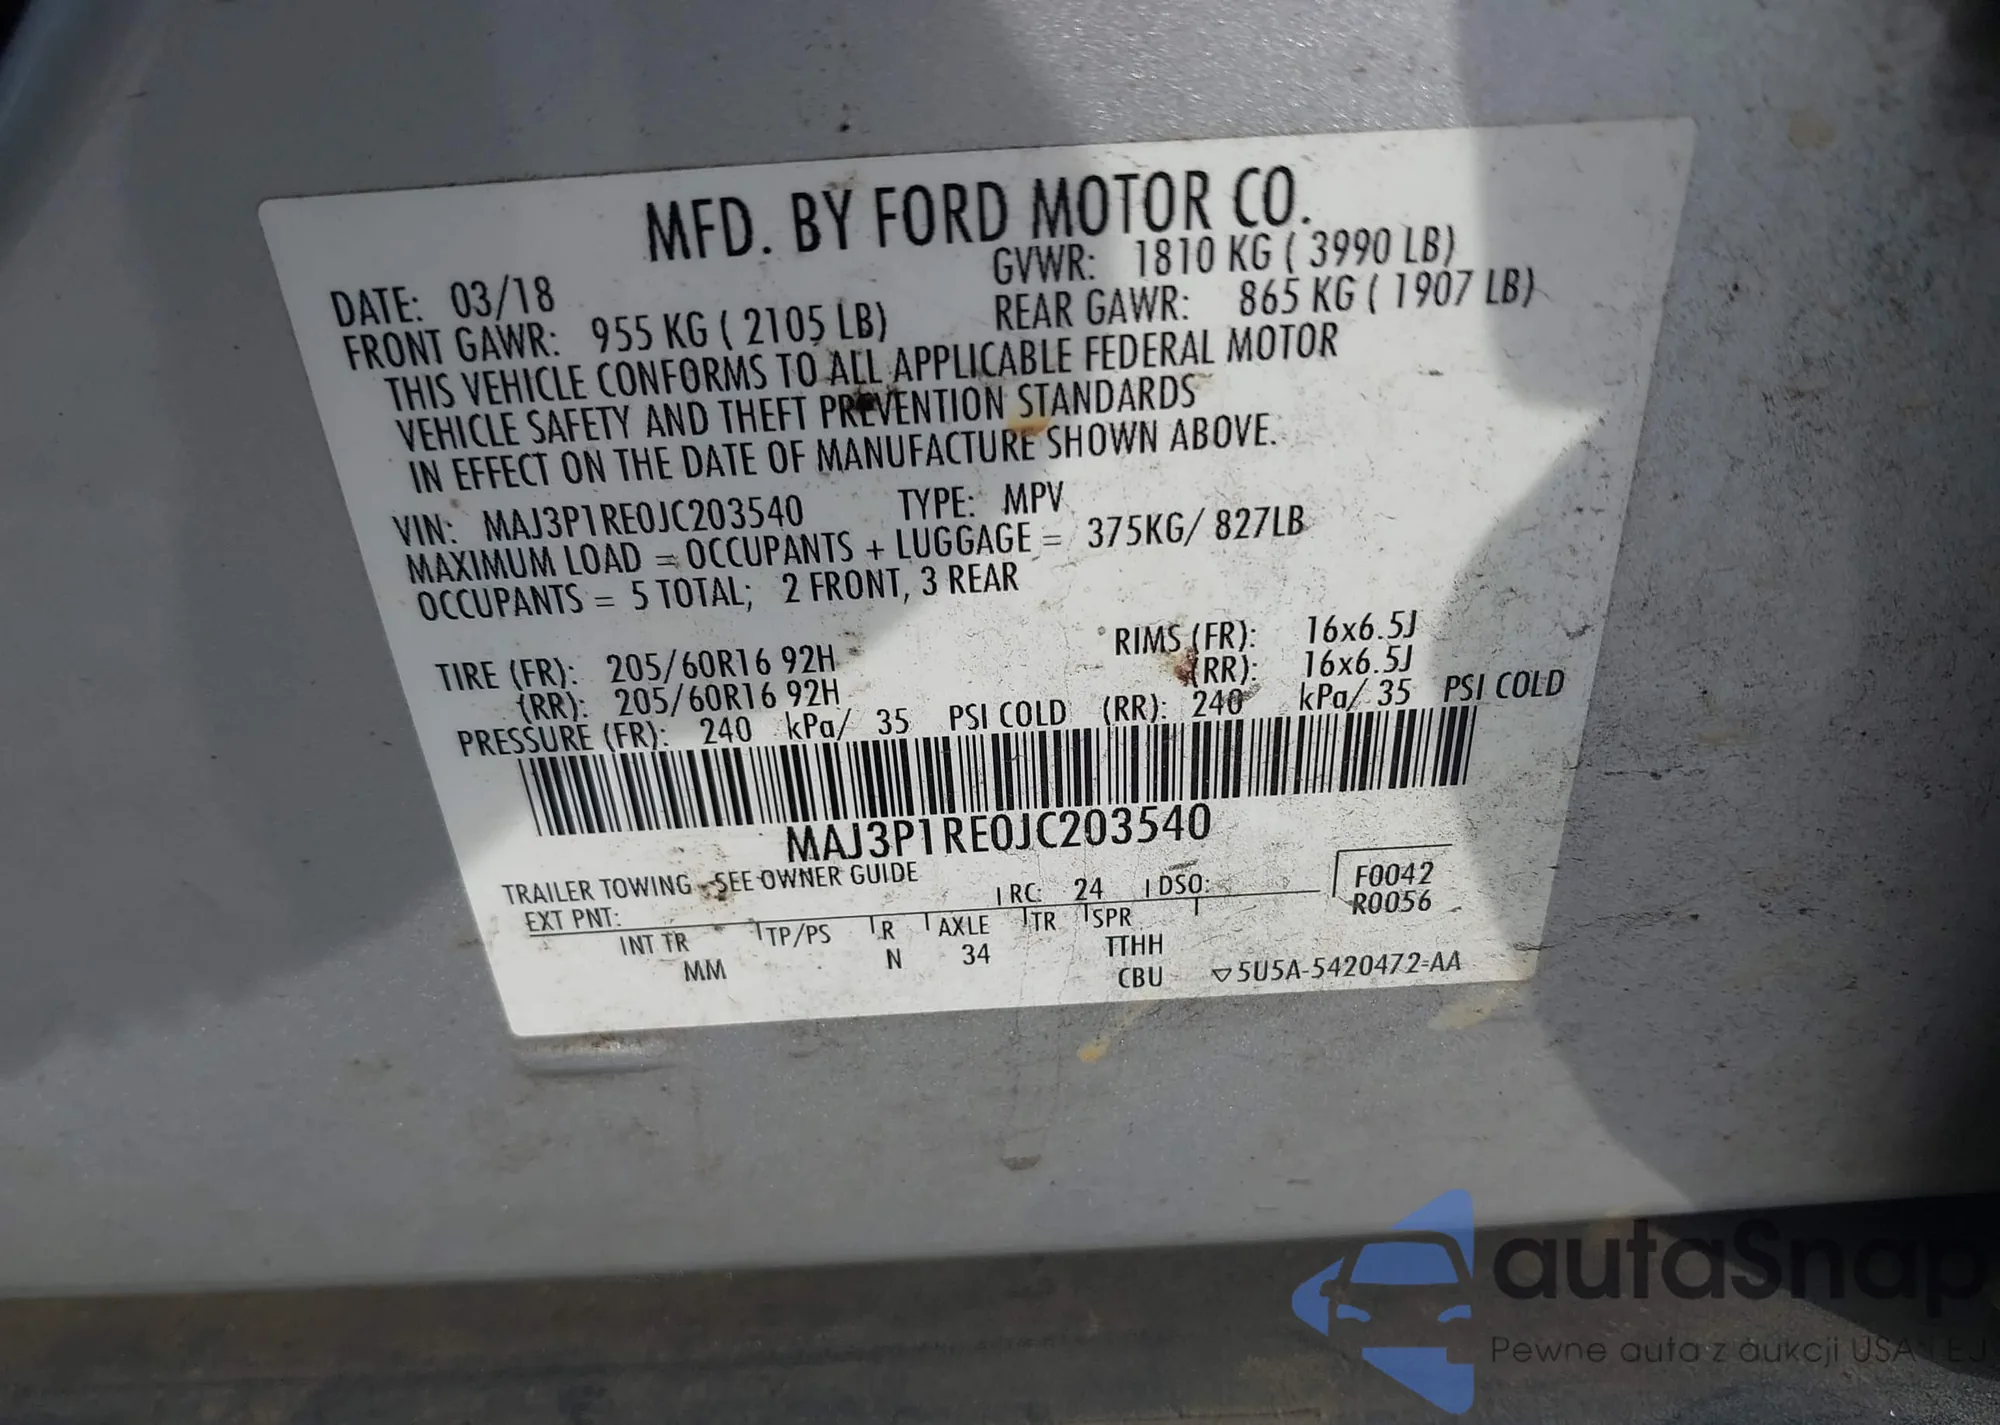 MFD. BY FORD MOTOR CO.
DATE: 03/18 GVWR: 1810 KG ( 3990 LB)
FRONT GAWR: 955 KG ( 2105 LB) REAR GAWR: 865 KG ( 1907 LB)
THIS VEHICLE CONFORMS TO ALL APPLICABLE FEDERAL MOTOR
VEHICLE SAFETY AND THEFT PREVENTION STANDARDS
IN EFFECT ON THE DATE OF MANUFACTURE SHOWN ABOVE.
VIN: MAJ3P1RE0JC203540 TYPE: MPV
MAXIMUM LOAD = OCCUPANTS + LUGGAGE = 375KG/ 827LB
OCCUPANTS = 5 TOTAL; 2 FRONT, 3 REAR
TIRE (FR): 205/60R16 92H RIMS (FR): 16x6.5J
(RR): 205/60R16 92H (RR): 16x6.5J
PRESSURE (FR): 240 kPa/ 35 PSI COLD (RR): 240 kPa/ 35 PSI COLD
MAJ3P1RE0JC203540
TRAILER TOWING - SEE OWNER GUIDE
EXT PNT: RC: 24 DSO: F0042
R0056
INT TR TP/PS R AXLE TR SPR
MM N 34 TTHH
CBU ▽5U5A-5420472-AA
autaSnap
Pewne auta z aukcji USA i EJ